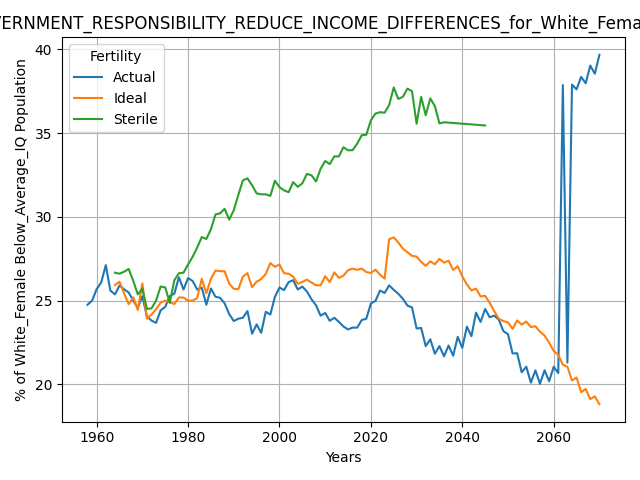 VERNMENT_RESPONSIBILITY_REDUCE_INCOME_DIFFERENCES_for_White_Fema
Fertility
Actual
Ideal
Sterile
% of White_Female Below_Average_IQ Population
40
35
30
25
20
1960
1980
2000
2020
2040
2060
Years